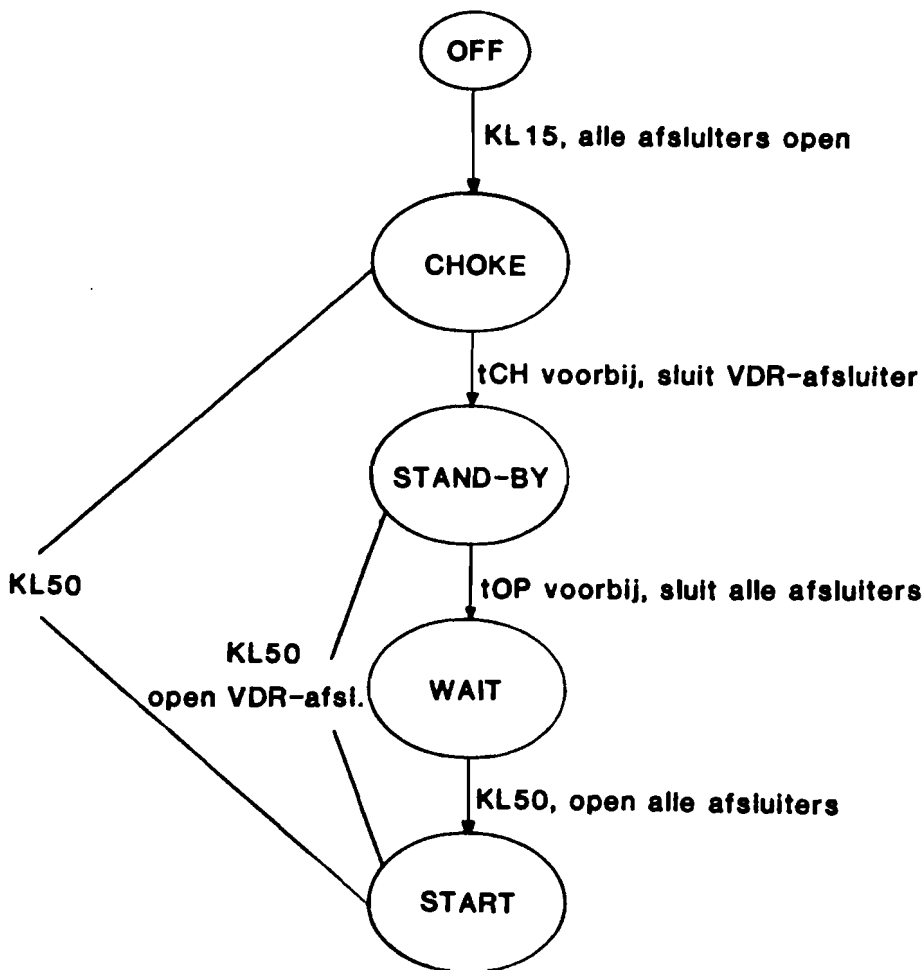 OFF
KL15, alle afsluiters open
CHOKE
tCH voorbij, sluit VDR-afsluiter
STAND-BY
tOP voorbij, sluit alle afsluiters
KL50
KL50
open VDR-afsl.
WAIT
KL50, open alle afsluiters
START